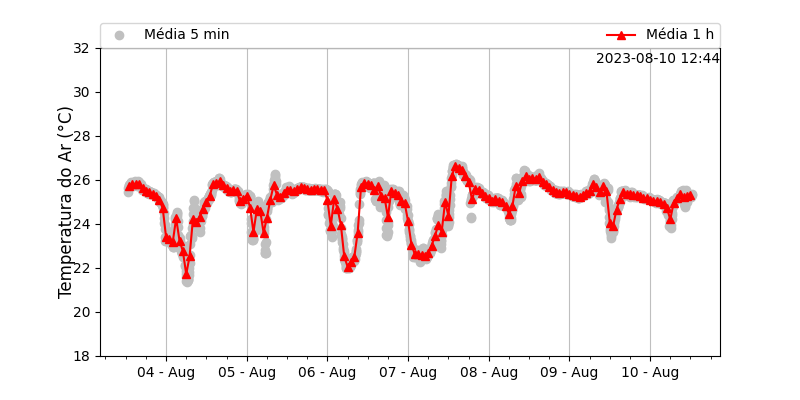 Média 5 min
Média 1 h
2023-08-10 12:44
Temperatura do Ar (°C)
32
30
28
26
24
22
20
18
04 - Aug
05 - Aug
06 - Aug
07 - Aug
08 - Aug
09 - Aug
10 - Aug